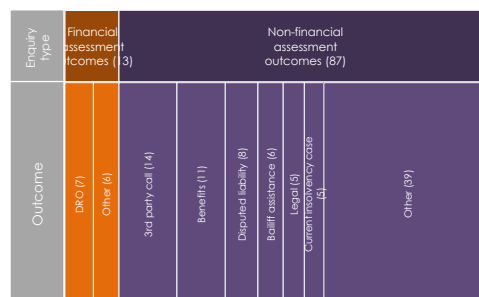 Enquiry
type
Financial
assessment
outcomes (13)
Non-financial
assessment
outcomes (87)
Outcome
DRO (7)
Other (6)
3rd party call (14)
Benefits (11)
Disputed liability (8)
Bailiff assistance (6)
Legal (5)
Current insolvency case
(5)
Other (39)